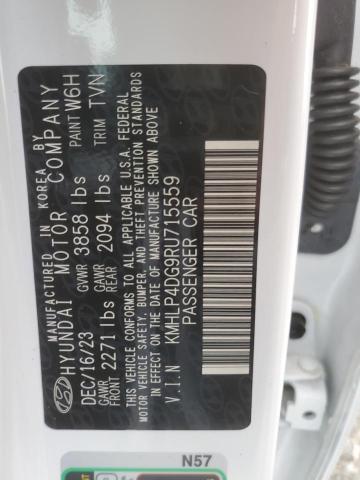 MANUFACTURED IN KOREA BY
HYUNDAI MOTOR COMPANY
DEC/16/23 GVWR 3858 lbs PAINT W6H
GAWR FRONT 2271 lbs GAWR REAR 2094 lbs TRIM TVN
THIS VEHICLE CONFORMS TO ALL APPLICABLE U.S.A. FEDERAL
MOTOR VEHICLE SAFETY, BUMPER, AND THEFT PREVENTION STANDARDS
IN EFFECT ON THE DATE OF MANUFACTURE SHOWN ABOVE.
V.I.N KMHLP4DG9RU715559
PASSENGER CAR
N57